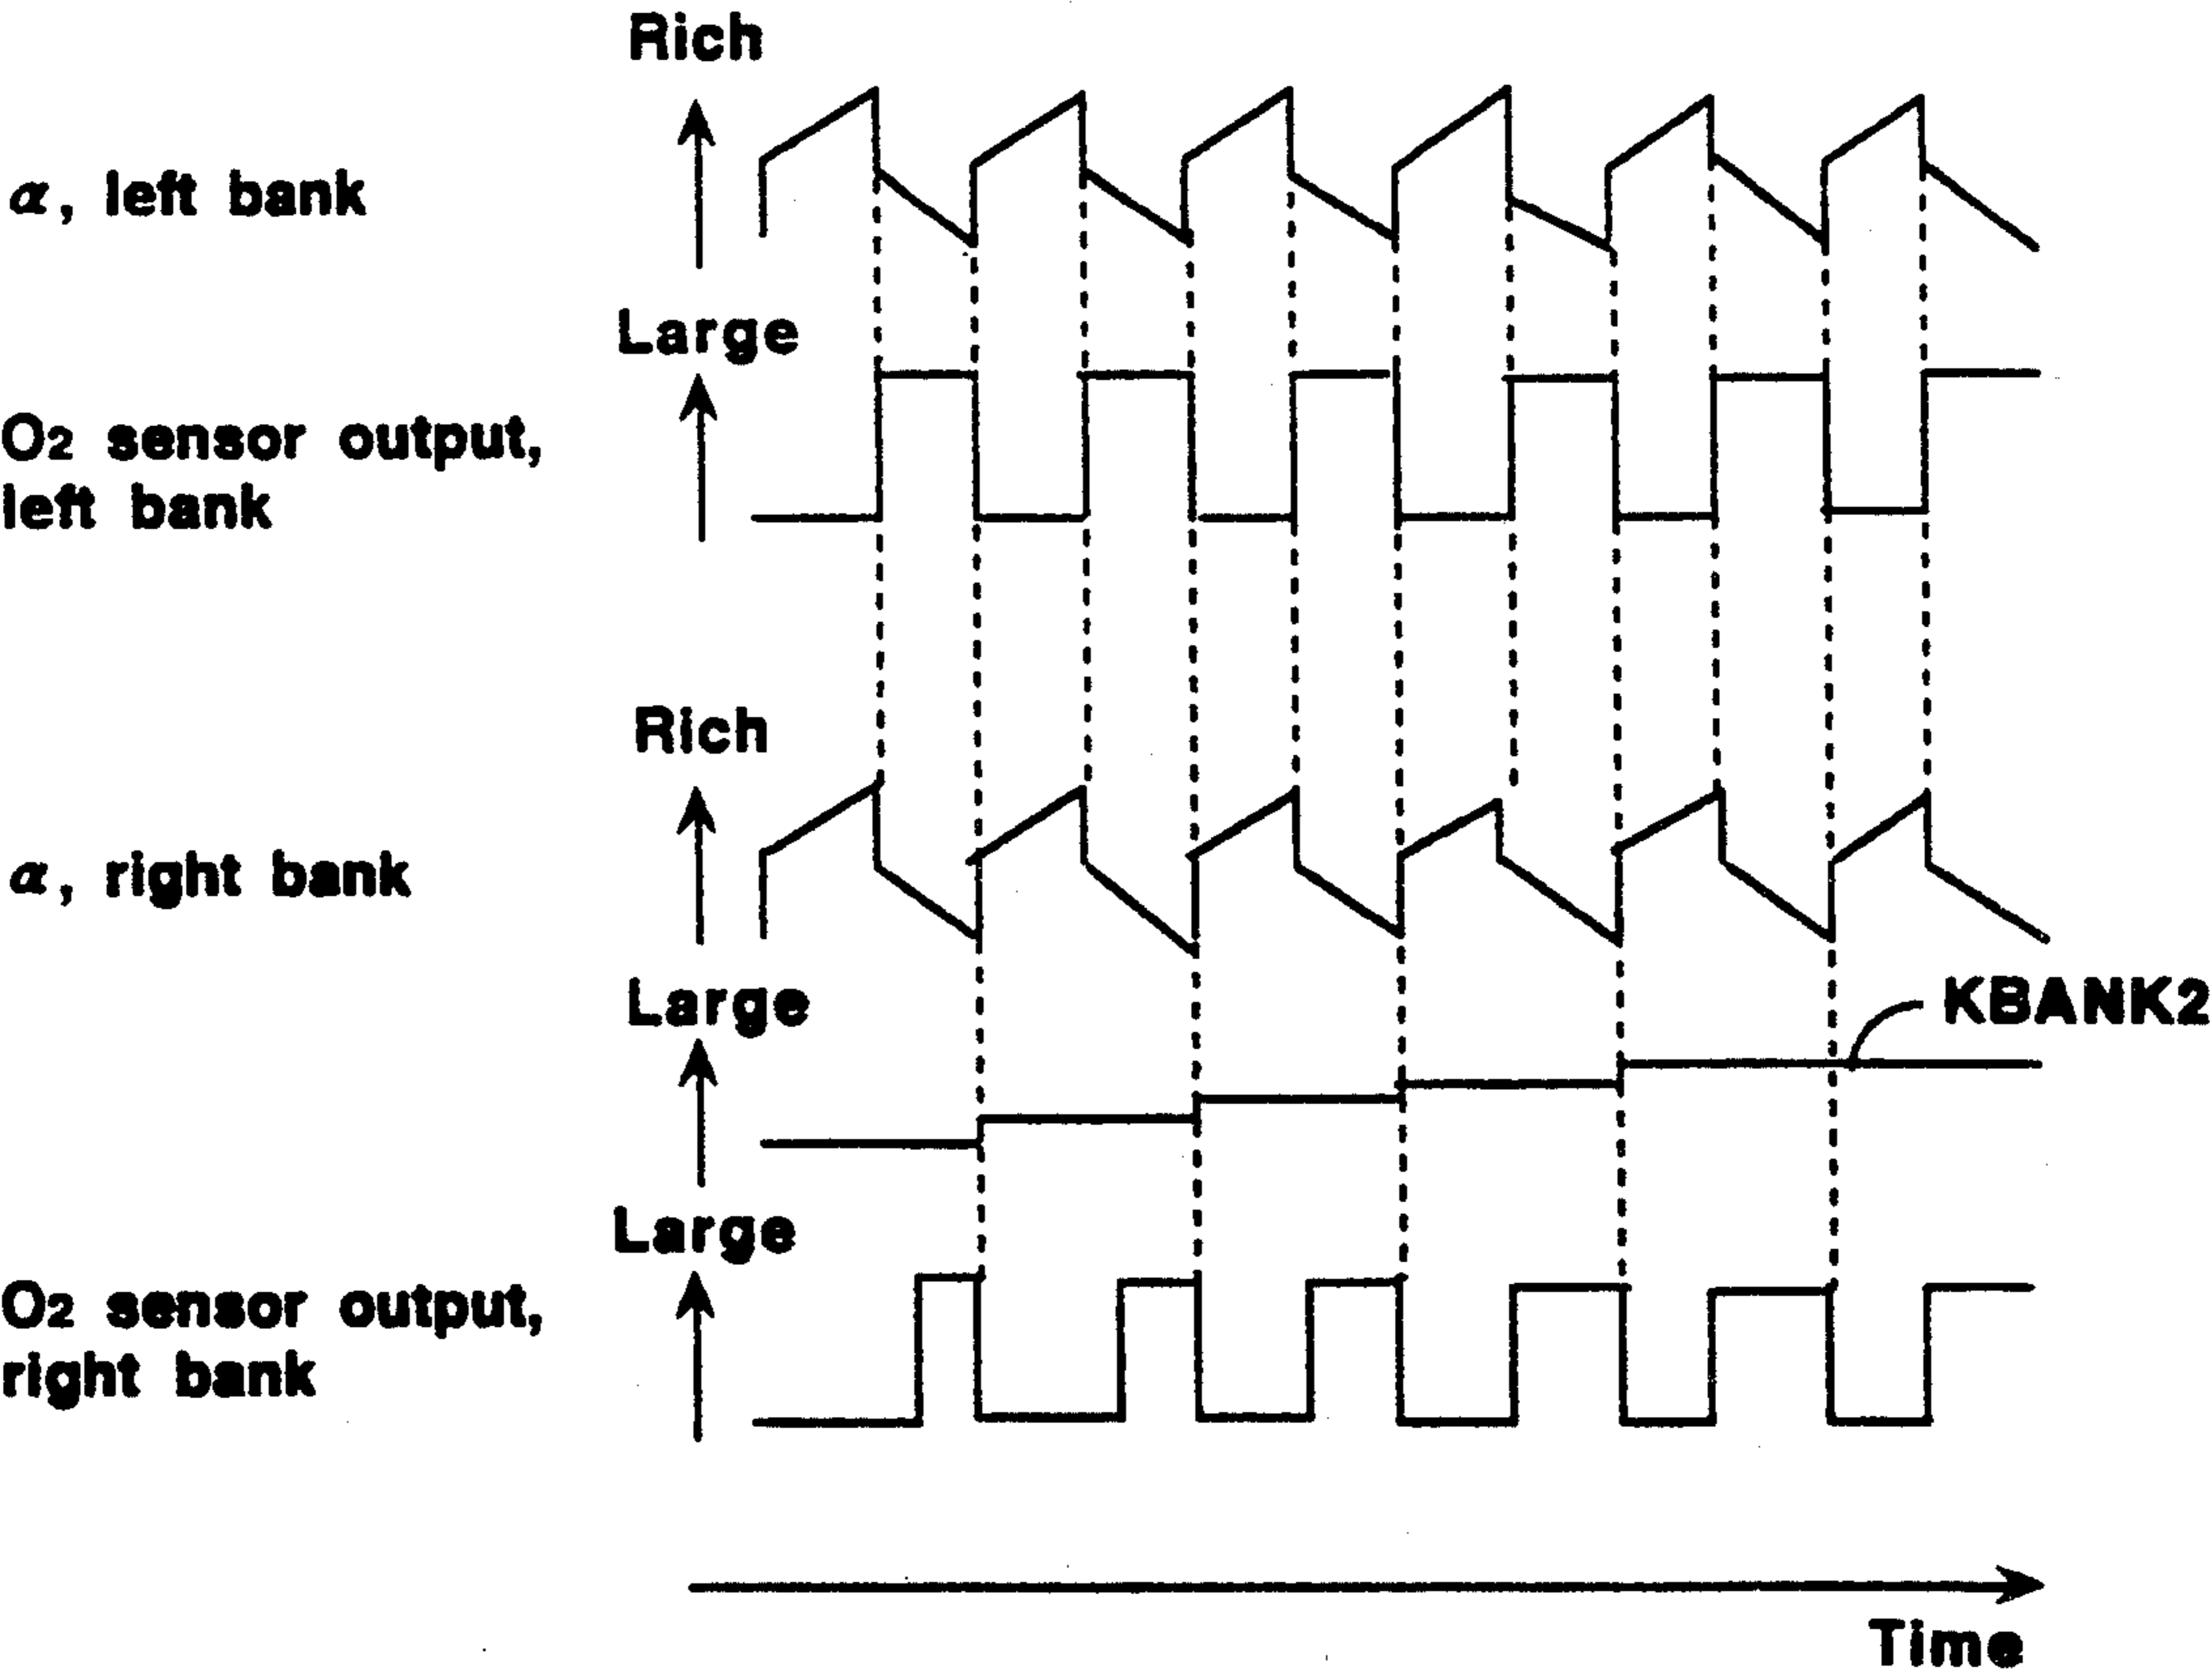 Rich
α, left bank
Large
O2 sensor output,
left bank
Rich
α, right bank
Large
KBANK2
Large
O2 sensor output,
right bank
Time